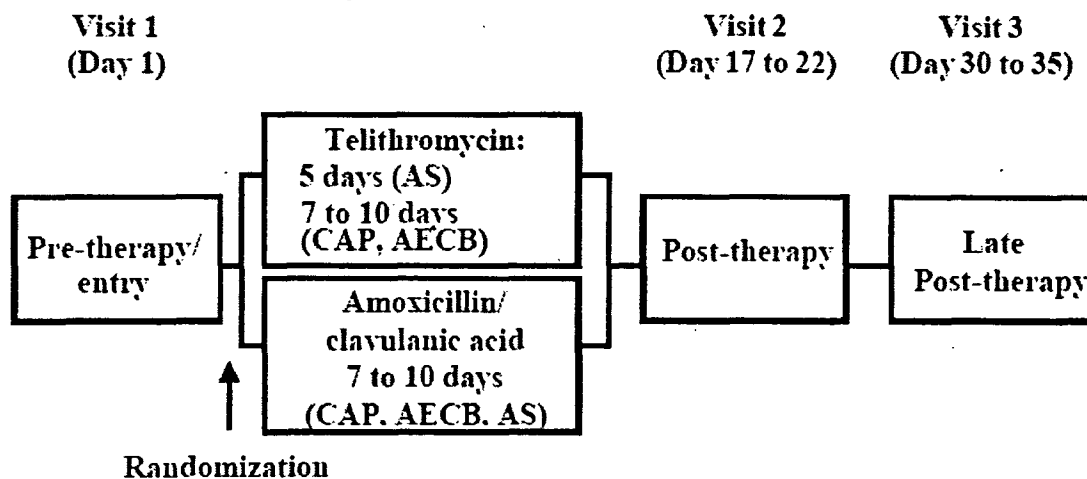 Visit 1
(Day 1)
Visit 2
(Day 17 to 22)
Visit 3
(Day 30 to 35)
Pre-therapy/
entry
Telithromycin:
5 days (AS)
7 to 10 days
(CAP, AECB)
Amoxicillin/
clavulanic acid
7 to 10 days
(CAP, AECB, AS)
Post-therapy
Late
Post-therapy
Randomization